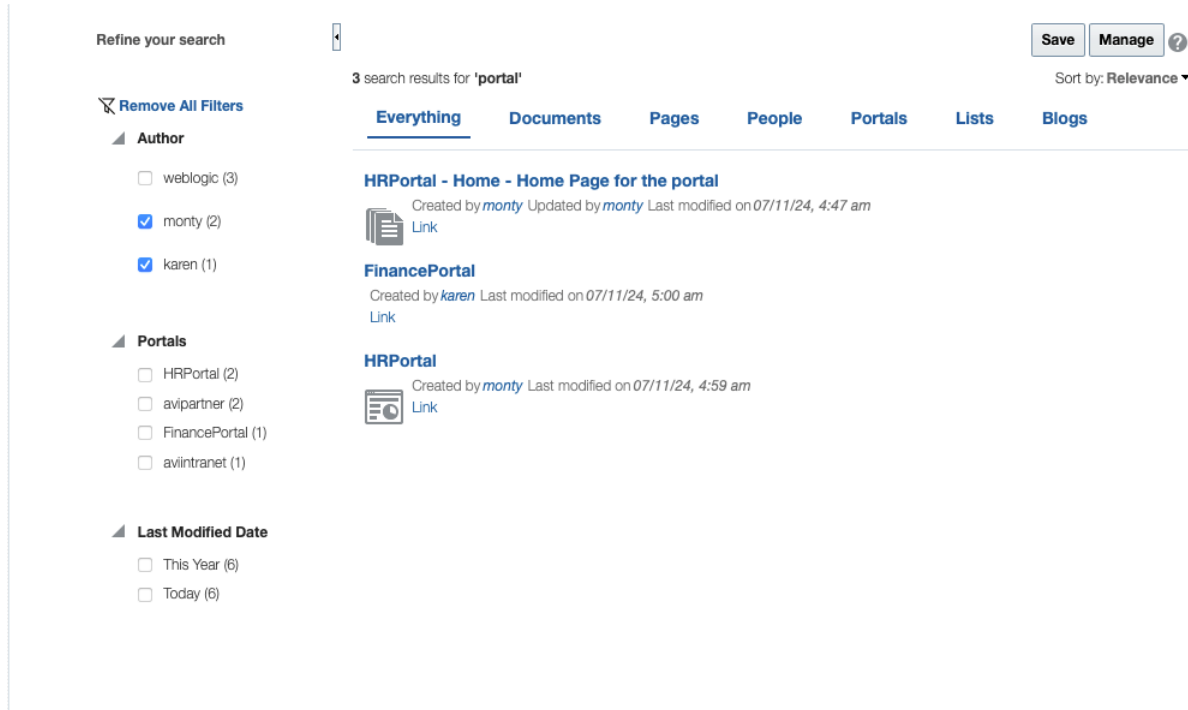 Refine your search
Save Manage ?
3 search results for 'portal'
Sort by: Relevance
Remove All Filters
Everything Documents Pages People Portals Lists Blogs
Author
weblogic (3)
monty (2)
karen (1)
Portals
HRPortal (2)
avipartner (2)
FinancePortal (1)
aviintranet (1)
Last Modified Date
This Year (6)
Today (6)
HRPortal - Home - Home Page for the portal
Created by monty Updated by monty Last modified on 07/11/24, 4:47 am
Link
FinancePortal
Created by karen Last modified on 07/11/24, 5:00 am
Link
HRPortal
Created by monty Last modified on 07/11/24, 4:59 am
Link